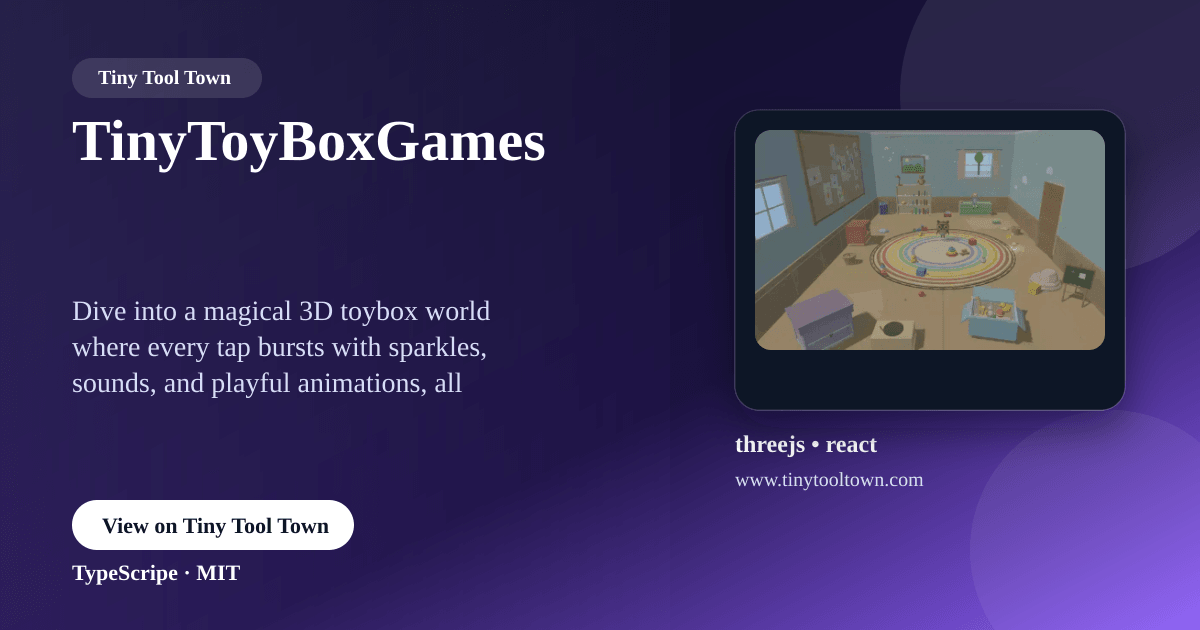 Tiny Tool Town
TinyToyBoxGames
Dive into a magical 3D toybox world
where every tap bursts with sparkles,
sounds, and playful animations, all
View on Tiny Tool Town
TypeScripe · MIT
threejs • react
www.tinytooltown.com